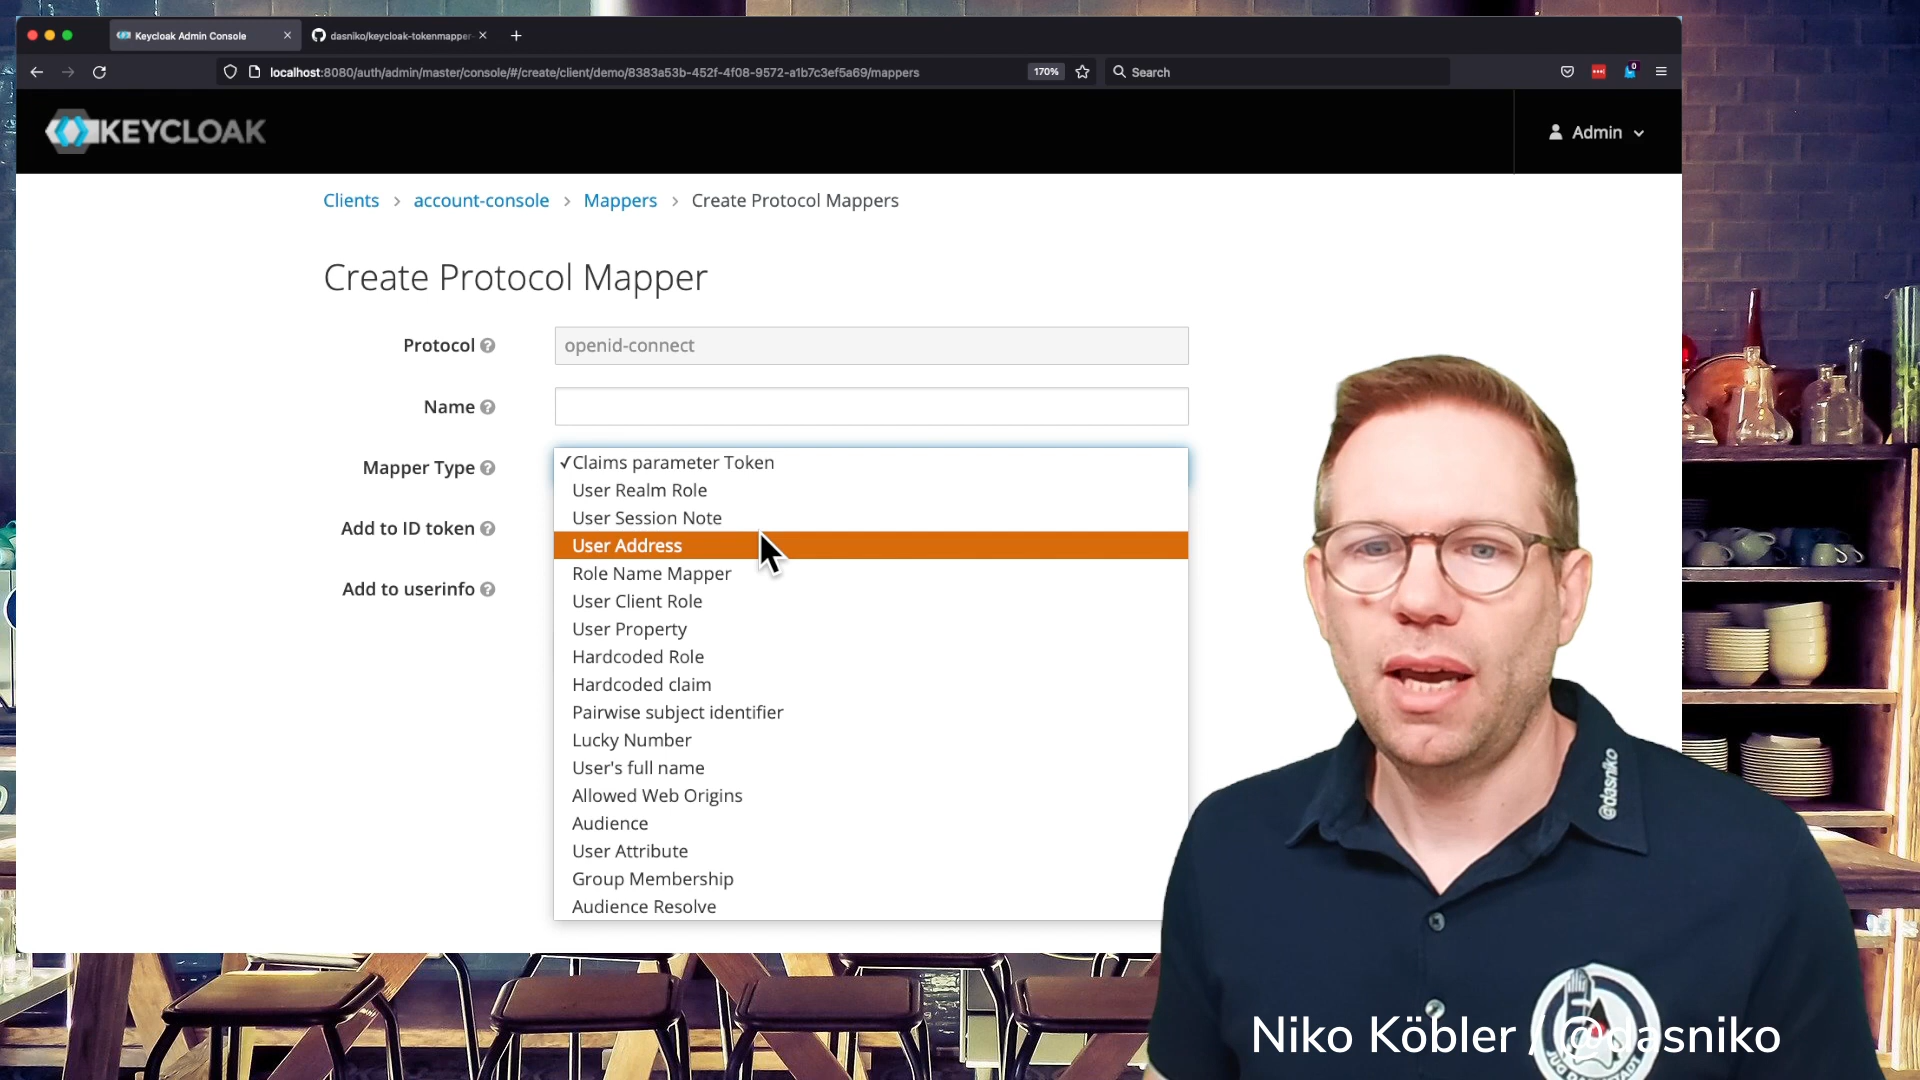 Keycloak Admin Console
dasniko/keycloak-tokenmapper-
localhost:8080/auth/admin/master/console/#/create/client/demo/8383a53b-452f-4f08-9572-a1b7c3ef5a69/mappers
170%
Search
0
KEYCLOAK
Admin
Clients > account-console > Mappers > Create Protocol Mappers
Create Protocol Mapper
Protocol
openid-connect
Name
Mapper Type
✓Claims parameter Token
User Realm Role
User Session Note
User Address
Role Name Mapper
User Client Role
User Property
Hardcoded Role
Hardcoded claim
Pairwise subject identifier
Lucky Number
User's full name
Allowed Web Origins
Audience
User Attribute
Group Membership
Audience Resolve
Add to ID token
Add to userinfo
@dasniko
Niko Köbler / @dasniko